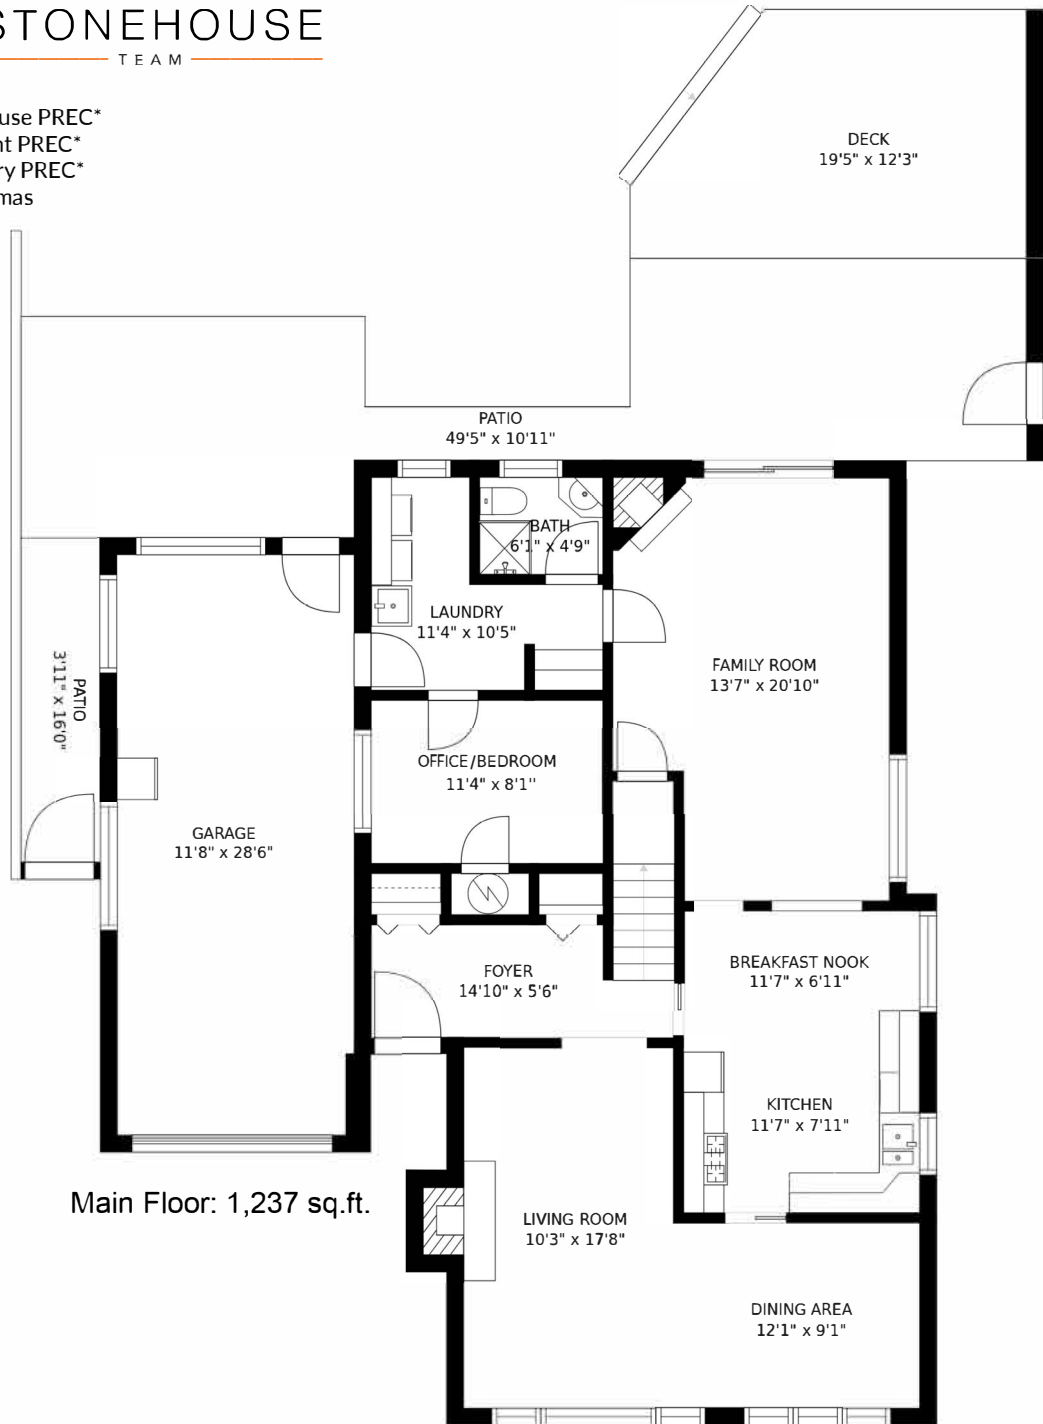 STONEHOUSE
TEAM
use PREC*
nt PREC*
ry PREC*
mas
DECK
19'5" x 12'3"
PATIO
49'5" x 10'11"
BATH
6'1" x 4'9"
LAUNDRY
11'4" x 10'5"
FAMILY ROOM
13'7" x 20'10"
PATIO
3'11" x 16'0"
OFFICE/BEDROOM
11'4" x 8'1"
GARAGE
11'8" x 28'6"
BREAKFAST NOOK
11'7" x 6'11"
FOYER
14'10" x 5'6"
KITCHEN
11'7" x 7'11"
Main Floor: 1,237 sq.ft.
LIVING ROOM
10'3" x 17'8"
DINING AREA
12'1" x 9'1"